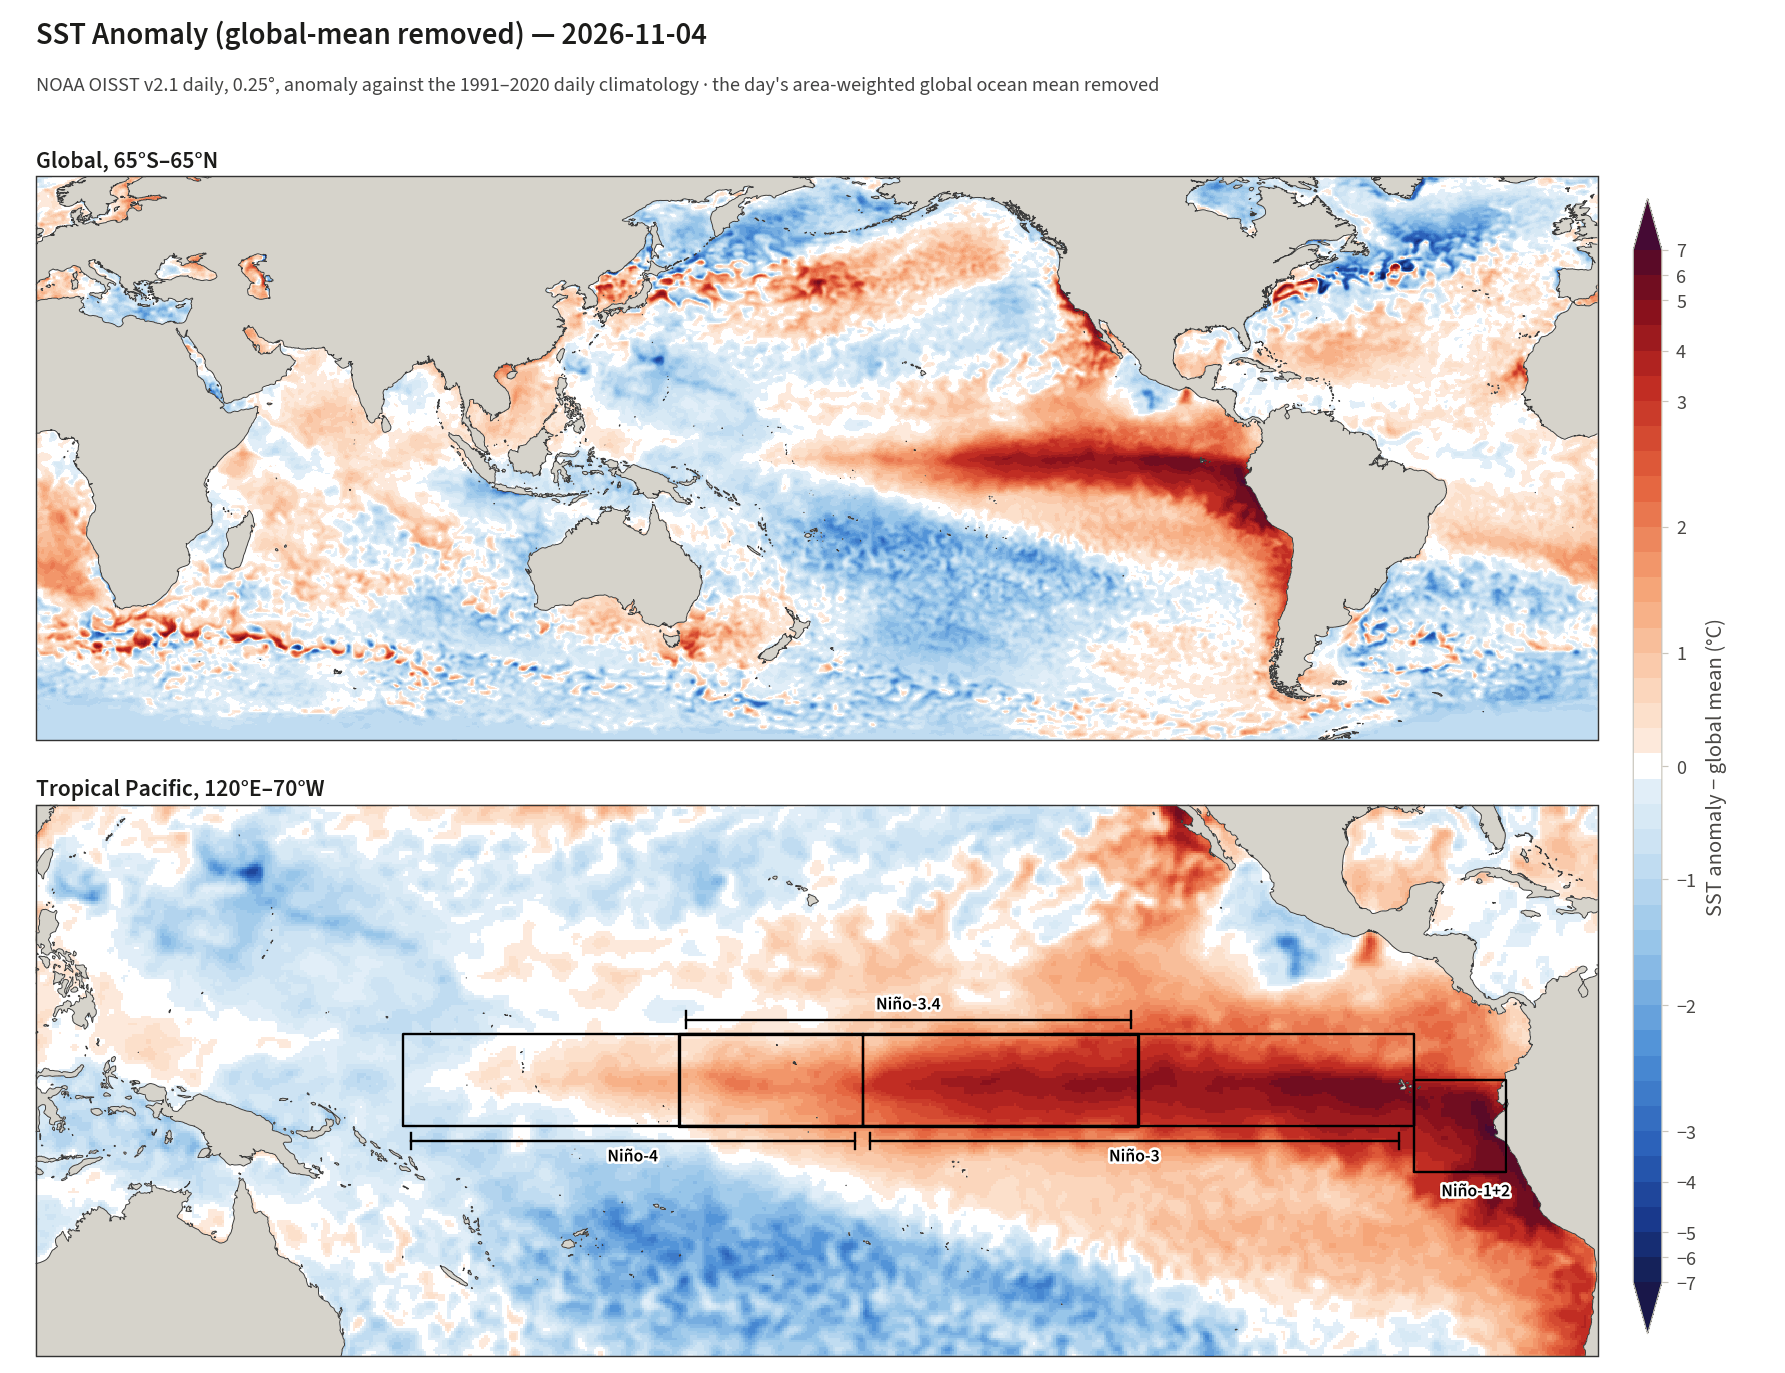 SST Anomaly (global-mean removed) — 2026-11-04
NOAA OISST v2.1 daily, 0.25°, anomaly against the 1991–2020 daily climatology · the day's area-weighted global ocean mean removed
Global, 65°S–65°N
Tropical Pacific, 120°E–70°W
Niño-3.4
Niño-4
Niño-3
Niño-1+2
7
6
5
4
3
2
1
0
−1
−2
−3
−4
−5
−6
−7
SST anomaly − global mean (°C)